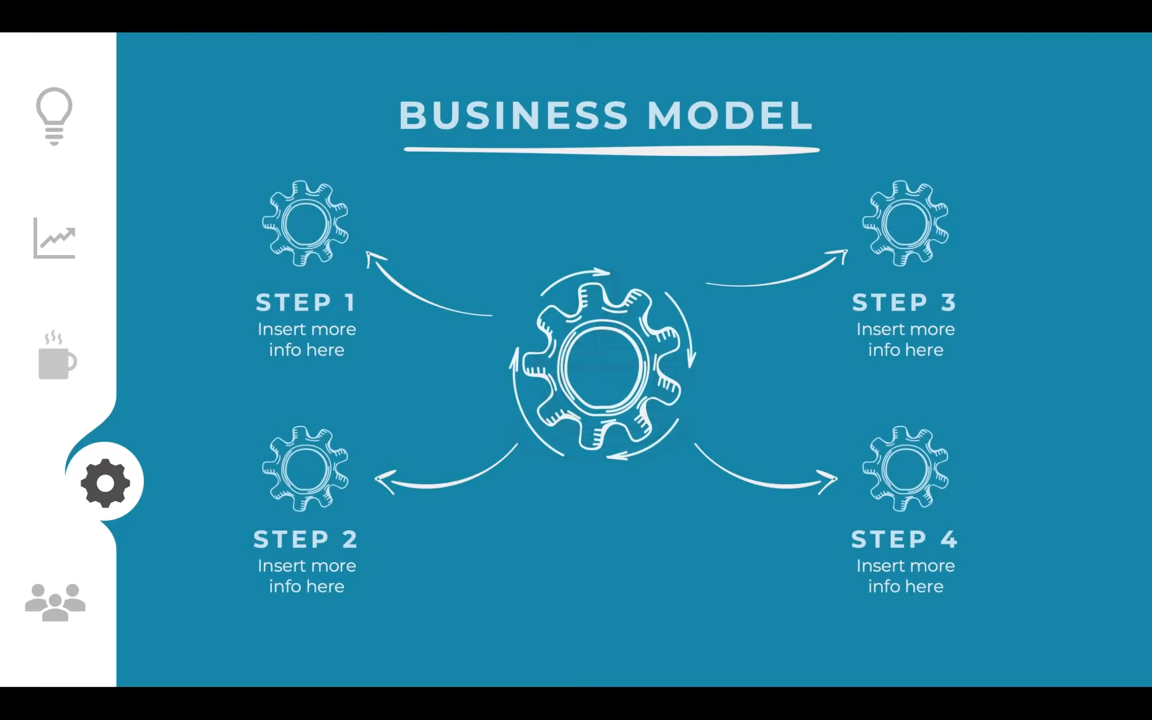 BUSINESS MODEL
STEP 1
Insert more
info here
STEP 2
Insert more
info here
STEP 3
Insert more
info here
STEP 4
Insert more
info here